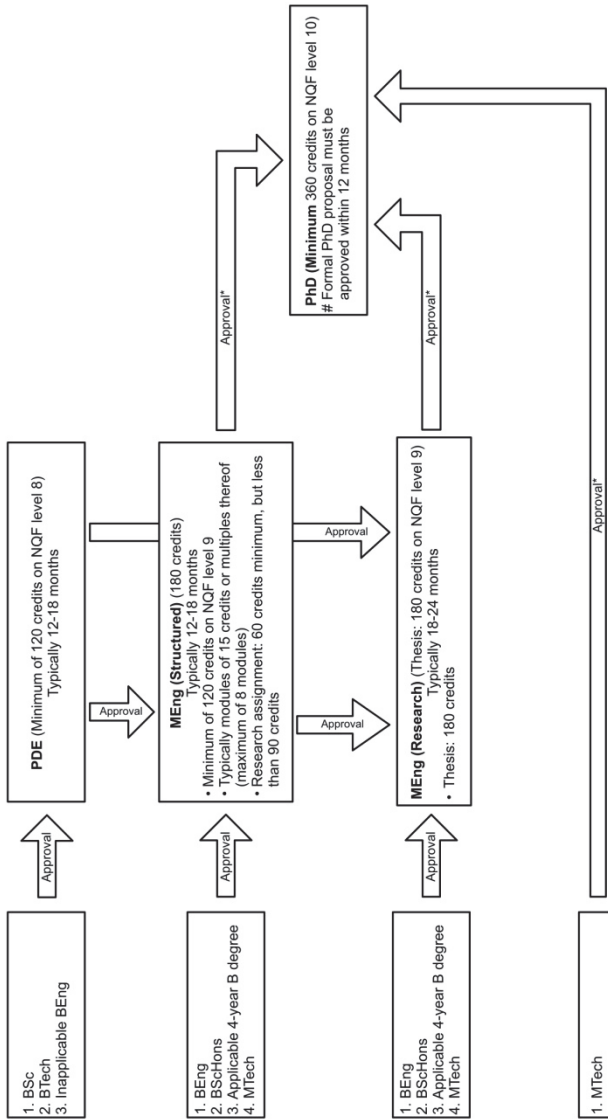 1. BSc
2. BTech
3. Inapplicable BEng
Approval
PDE (Minimum of 120 credits on NQF level 8)
Typically 12-18 months
Approval
Approval
1. BEng
2. BScHons
3. Applicable 4-year B degree
4. MTech
Approval
MEng (Structured) (180 credits)
Typically 12-18 months
• Minimum of 120 credits on NQF level 9
• Typically modules of 15 credits or multiples thereof
(maximum of 8 modules)
• Research assignment: 60 credits minimum, but less
than 90 credits
Approval
Approval*
1. BEng
2. BScHons
3. Applicable 4-year B degree
4. MTech
Approval
MEng (Research) (Thesis: 180 credits on NQF level 9)
Typically 18-24 months
• Thesis: 180 credits
Approval*
PhD (Minimum 360 credits on NQF level 10)
# Formal PhD proposal must be
approved within 12 months
1. MTech
Approval*